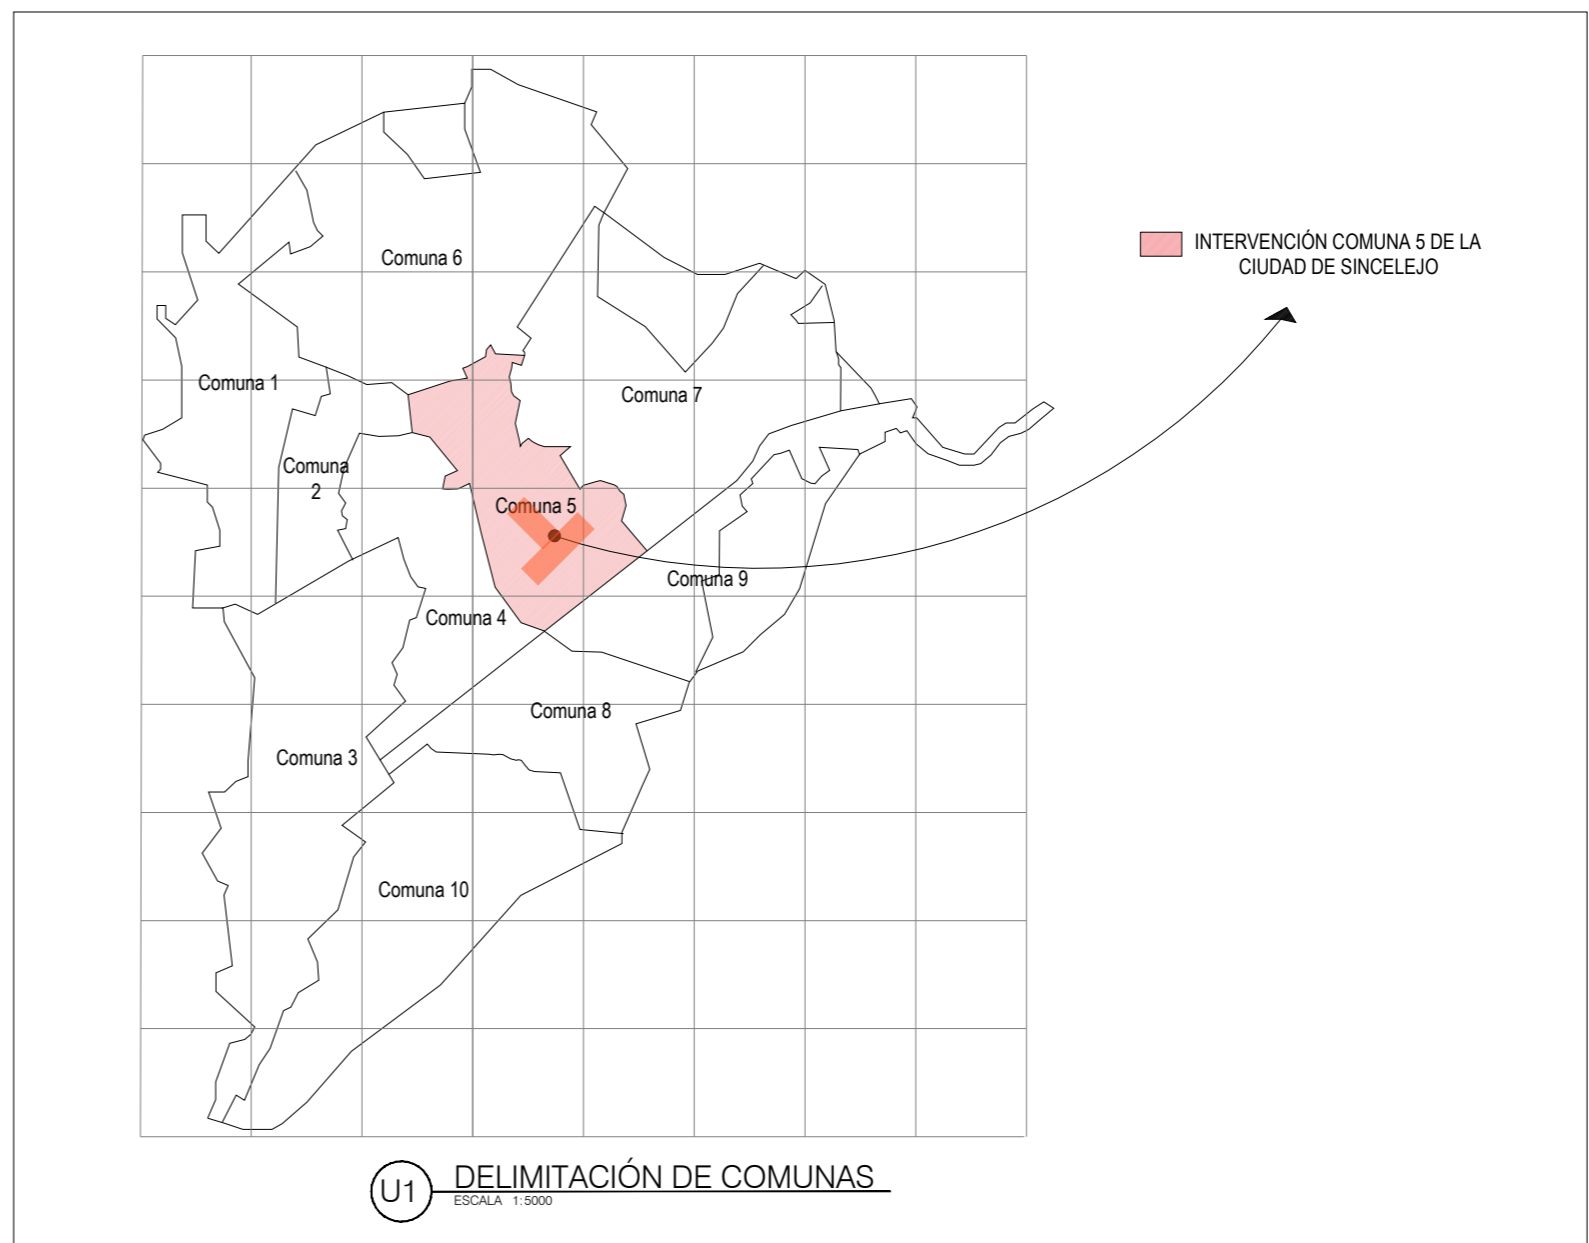 Comuna 6
INTERVENCIÓN COMUNA 5 DE LA
CIUDAD DE SINCELEJO
Comuna 1
Comuna 7
Comuna
2
Comuna 5
Comuna 9
Comuna 4
Comuna 8
Comuna 3
Comuna 10
U1
DELIMITACIÓN DE COMUNAS
ESCALA 1:5000